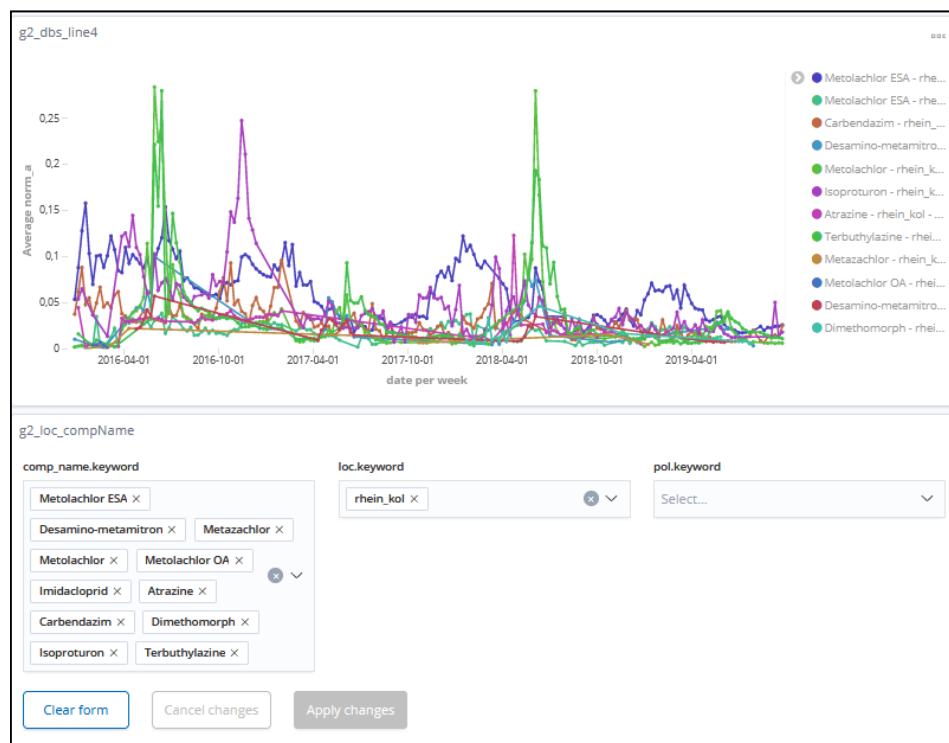 g2_dbs_line4
Metolachlor ESA - rhe...
Metolachlor ESA - rhe...
Carbendazim - rhein_...
Desamino-metamitro...
Metolachlor - rhein_k...
Isoproturon - rhein_k...
Atrazine - rhein_kol - ...
Terbuthylazine - rhei...
Metazachlor - rhein_k...
Metolachlor OA - rhei...
Desamino-metamitro...
Dimethomorph - rhei...
Average norm_a
0,25
0,2
0,15
0,1
0,05
0
2016-04-01 2016-10-01 2017-04-01 2017-10-01 2018-04-01 2018-10-01 2019-04-01
date per week
g2_loc_compName
comp_name.keyword loc.keyword pol.keyword
Metolachlor ESA × rhein_kol × Select...
Desamino-metamitron × Metazachlor ×
Metolachlor × Metolachlor OA ×
Imidacloprid × Atrazine ×
Carbendazim × Dimethomorph ×
Isoproturon × Terbuthylazine ×
Clear form Cancel changes Apply changes